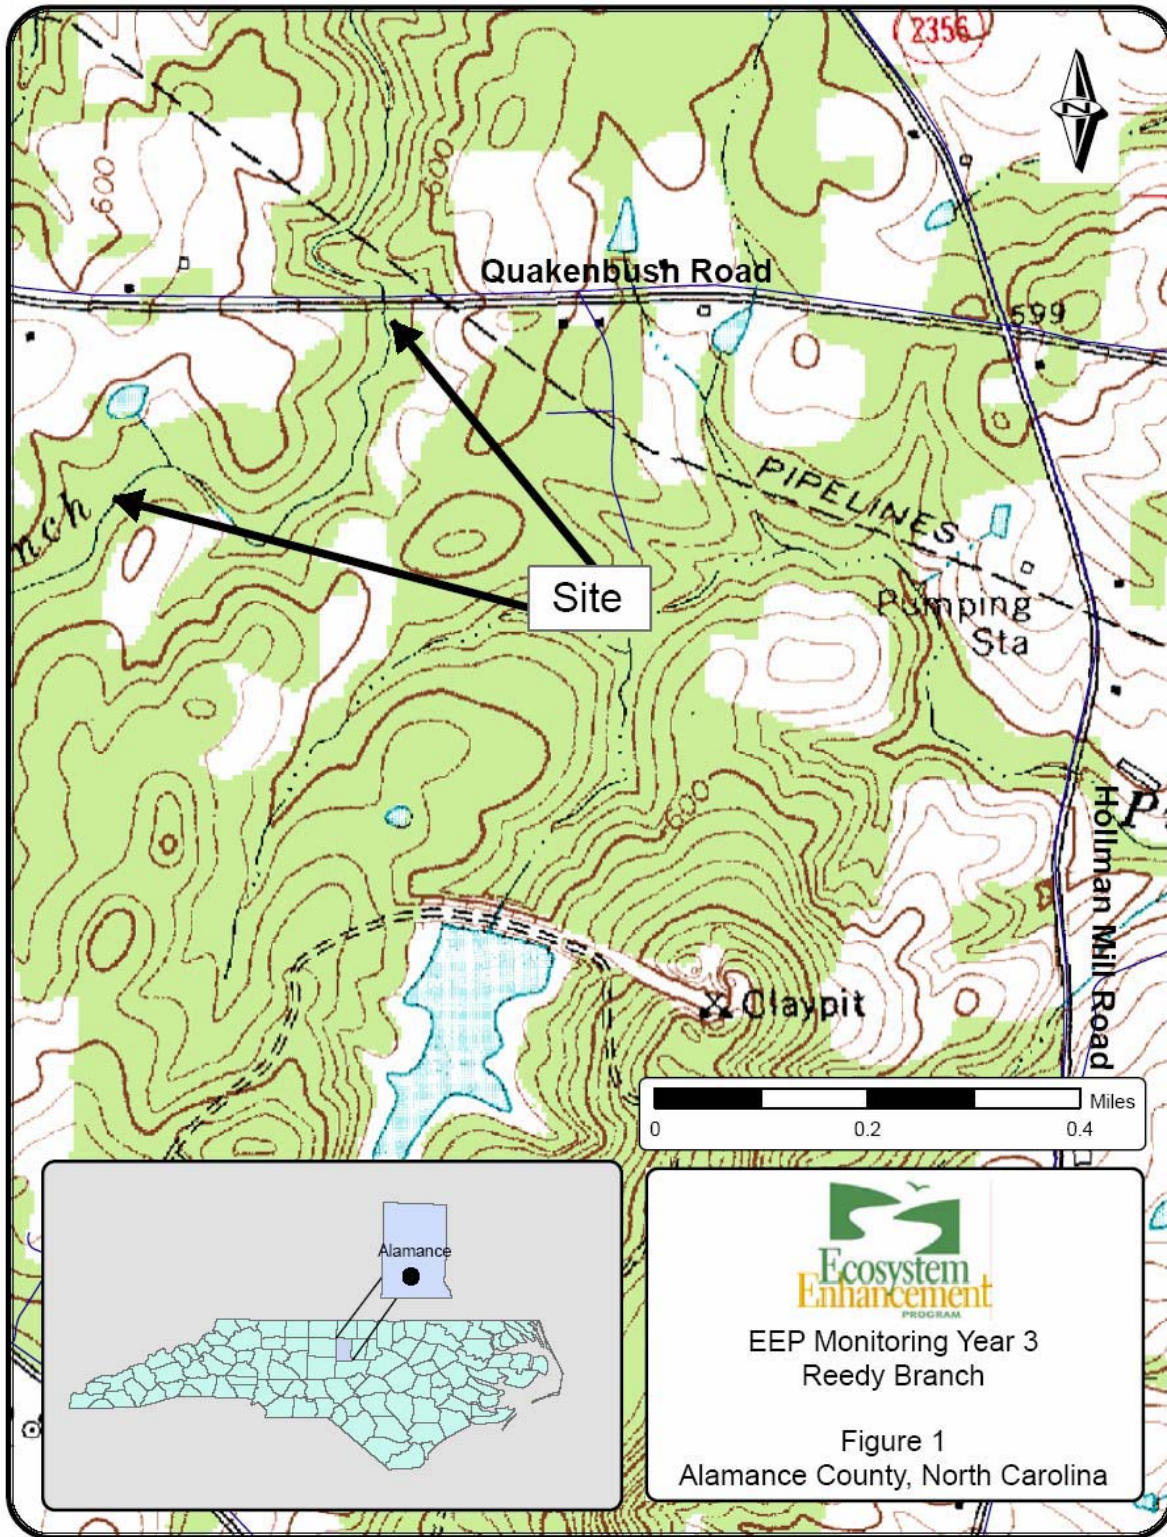 2356
N
600
600
Quakenbush Road
599
PIPELINES
nch
Site
Pumping
Sta
600
Hollman Mill Road
P
Claypit
Miles
0 0.2 0.4
Alamance
Ecosystem
Enhancement
PROGRAM
EEP Monitoring Year 3
Reedy Branch
Figure 1
Alamance County, North Carolina